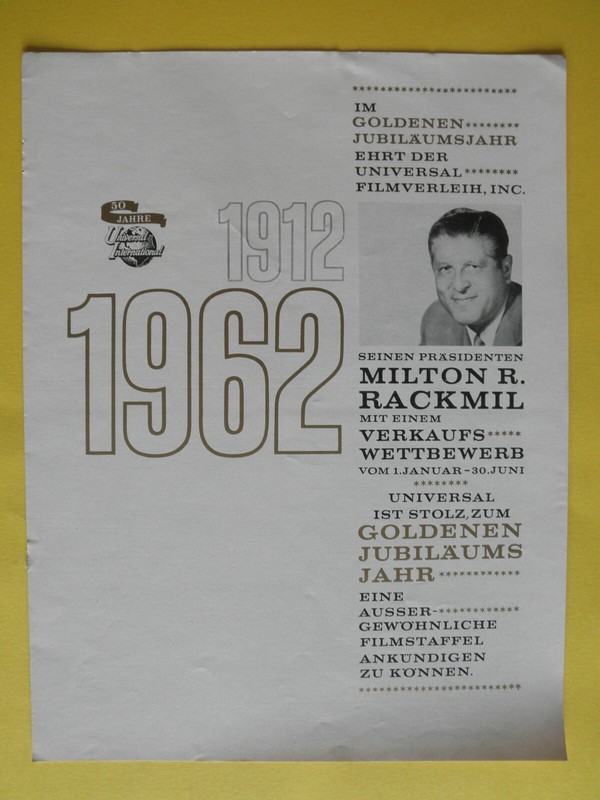 50
JAHRE
Universal
International
1912
1962
************************
IM
GOLDENEN********
JUBILÄUMSJAHR
EHRT DER
UNIVERSAL********
FILMVERLEIH, INC.
SEINEN PRÄSIDENTEN
MILTON R.
RACKMIL
MIT EINEM
VERKAUFS*****
WETTBEWERB
VOM 1. JANUAR–30. JUNI
********
UNIVERSAL
IST STOLZ, ZUM
GOLDENEN
JUBILÄUMS
JAHR************
EINE
AUSSER-************
GEWÖHNLICHE
FILMSTAFFEL
ANKÜNDIGEN
ZU KÖNNEN.
************************